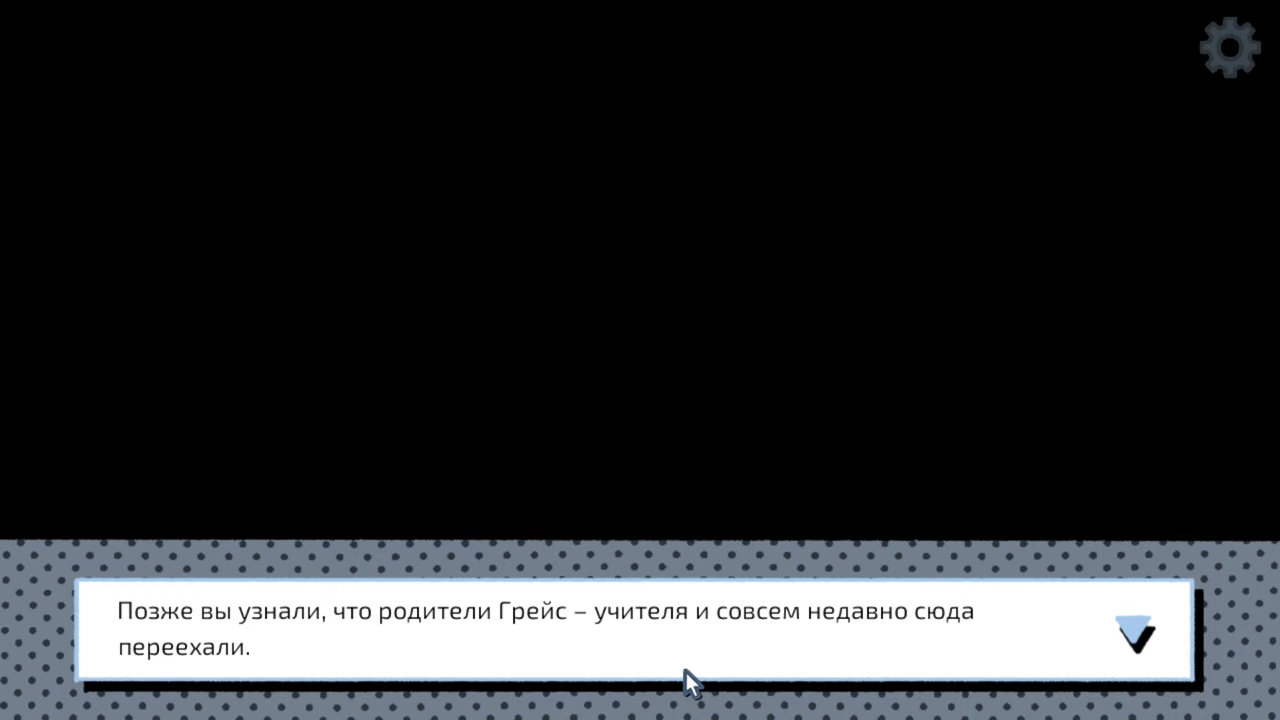 Позже вы узнали, что родители Грейс – учителя и совсем недавно сюда
переехали.